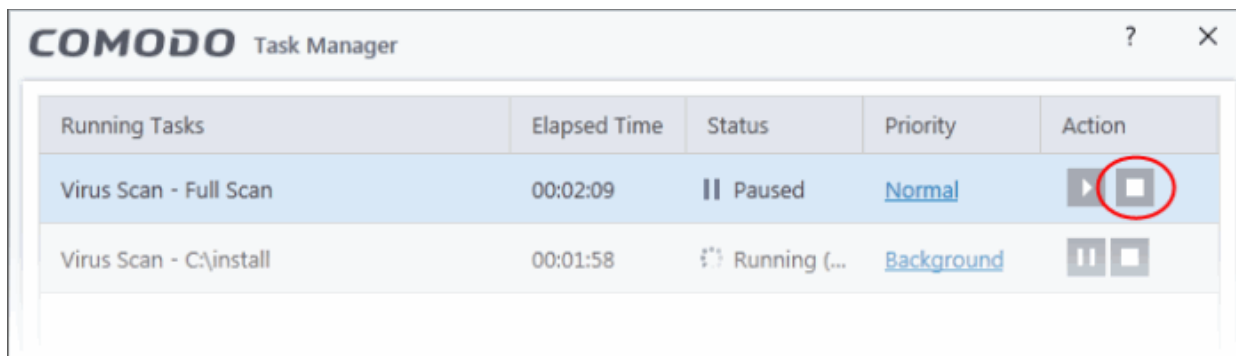 COMODO Task Manager ?
Running Tasks Elapsed Time Status Priority Action
Virus Scan - Full Scan 00:02:09 Paused Normal
Virus Scan - C:\install 00:01:58 Running (... Background